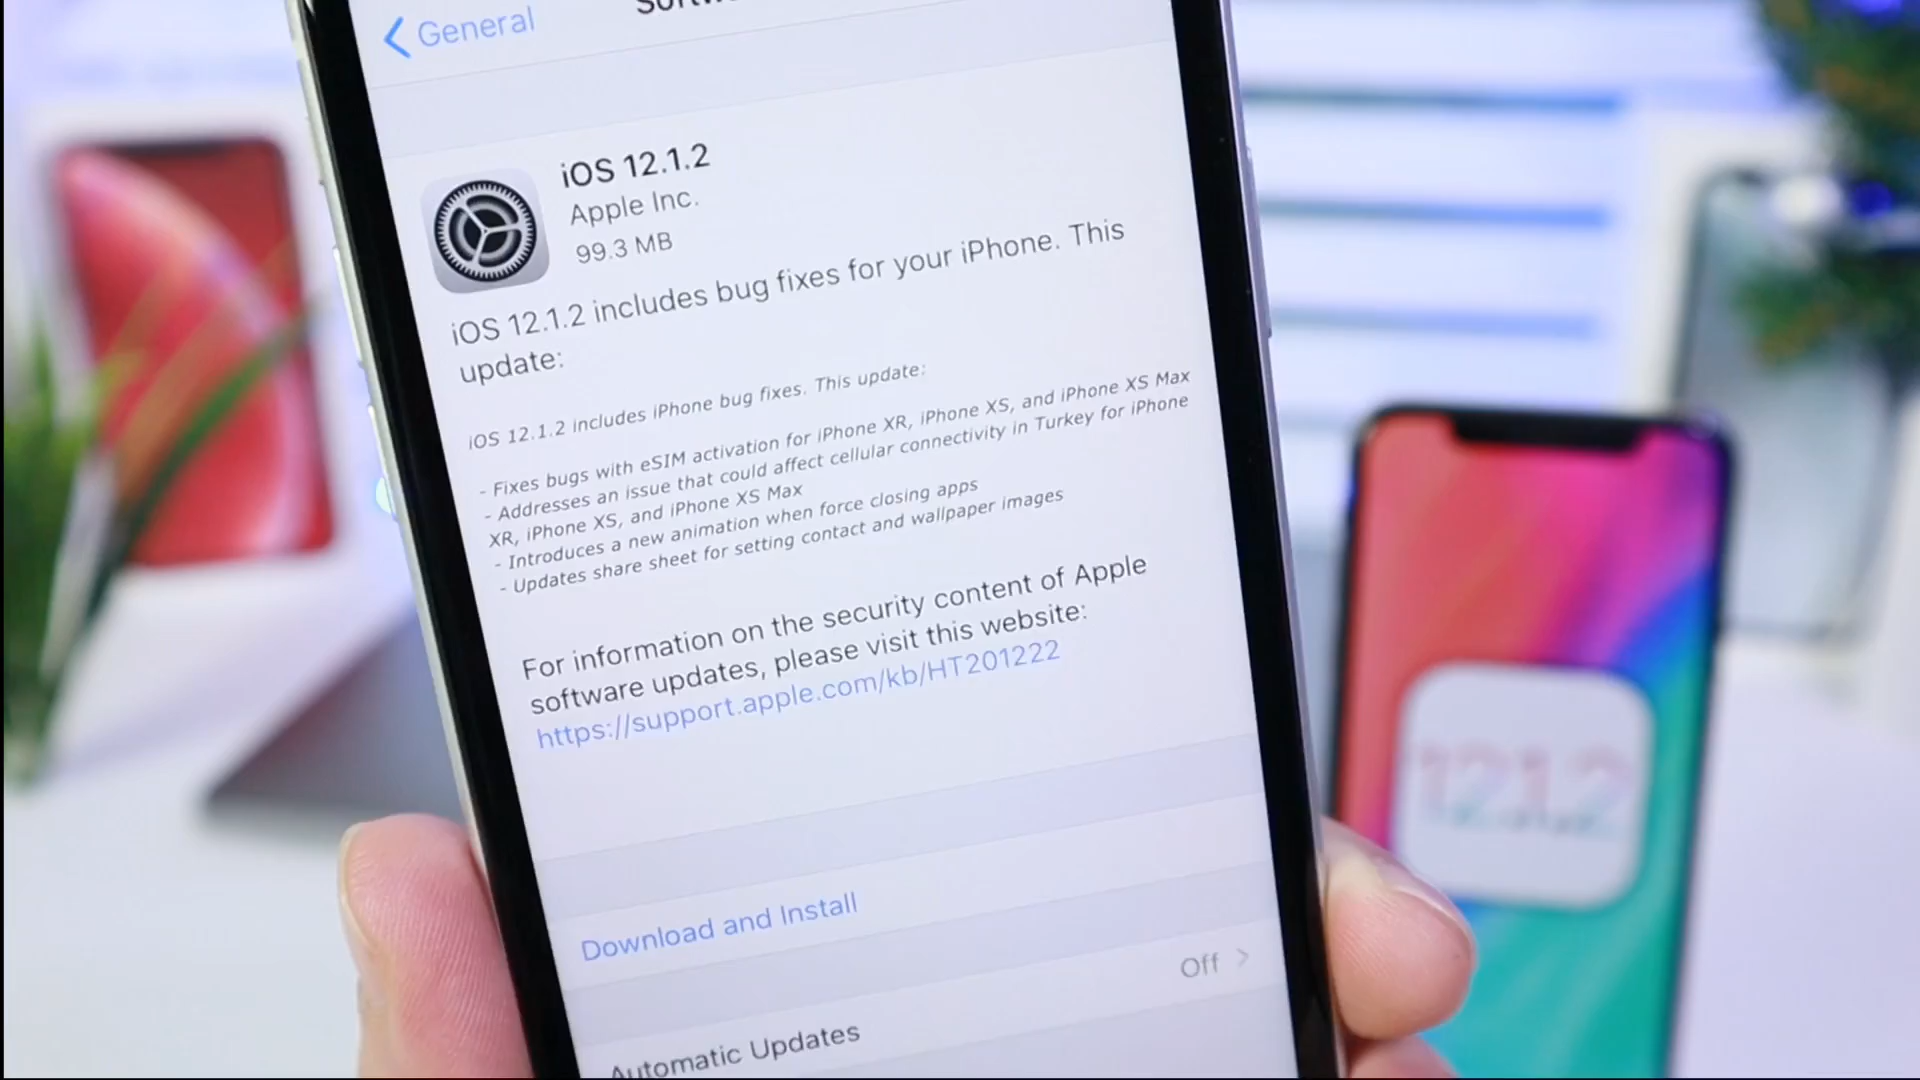 General
iOS 12.1.2
Apple Inc.
99.3 MB
iOS 12.1.2 includes bug fixes for your iPhone. This
update:
iOS 12.1.2 includes iPhone bug fixes. This update:
- Fixes bugs with eSIM activation for iPhone XR, iPhone XS, and iPhone XS Max
- Addresses an issue that could affect cellular connectivity in Turkey for iPhone
XR, iPhone XS, and iPhone XS Max
- Introduces a new animation when force closing apps
- Updates share sheet for setting contact and wallpaper images
For information on the security content of Apple
software updates, please visit this website:
https://support.apple.com/kb/HT201222
Download and Install
Automatic Updates
Off
12.1.2